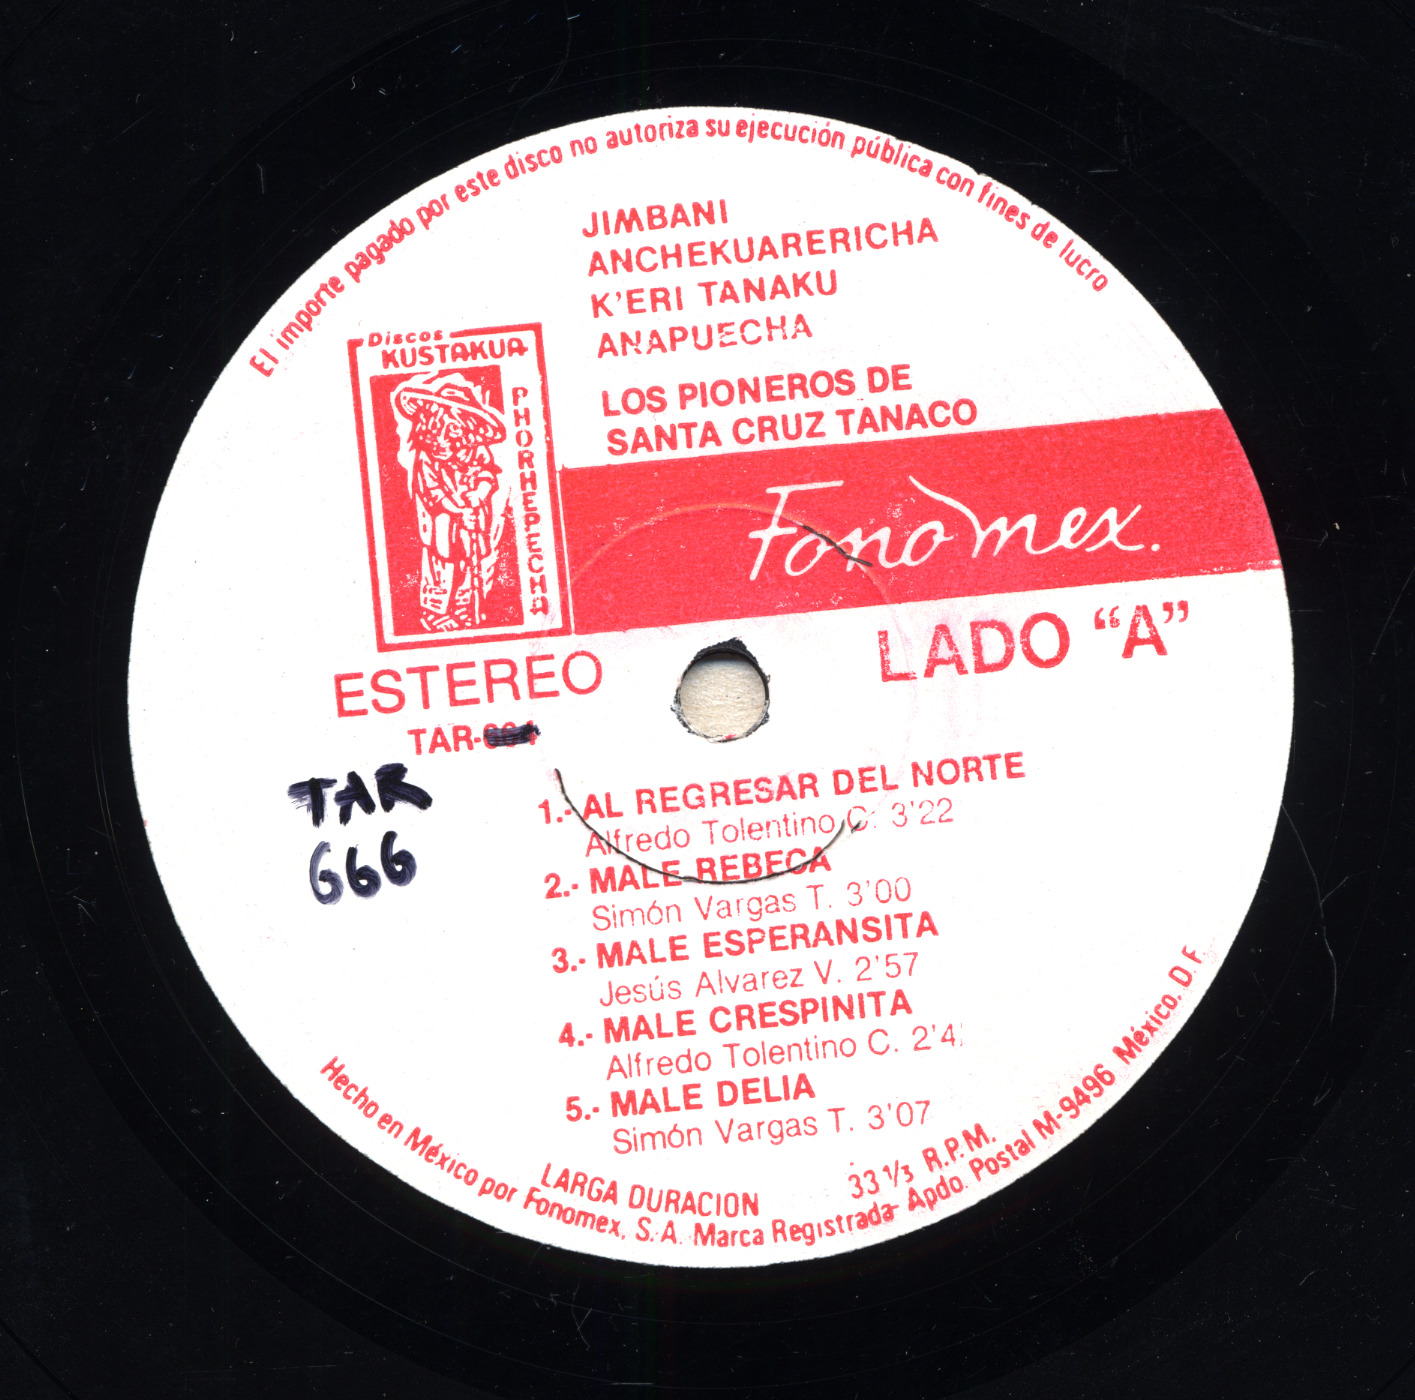 El importe pagado por este disco no autoriza su ejecución pública con fines de lucro
JIMBANI
ANCHEKUARERICHA
K'ERI TANAKU
ANAPUECHA
LOS PIONEROS DE
SANTA CRUZ TANACO
Discos
KUSTAKUA
PHORHEPECHA
Fonomex.
ESTEREO
LADO "A"
TAR-
TAR
666
1.- AL REGRESAR DEL NORTE
Alfredo Tolentino C. 3'22
2.- MALE REBECA
Simón Vargas T. 3'00
3.- MALE ESPERANSITA
Jesús Alvarez V. 2'57
4.- MALE CRESPINITA
Alfredo Tolentino C.
5.- MALE DELIA
Simón Vargas T. 3'07
LARGA DURACION
33 1/3 R.P.M.
Hecho en México por Fonomex, S.A. Marca Registrada- Apdo. Postal M-9496 México, D.F.